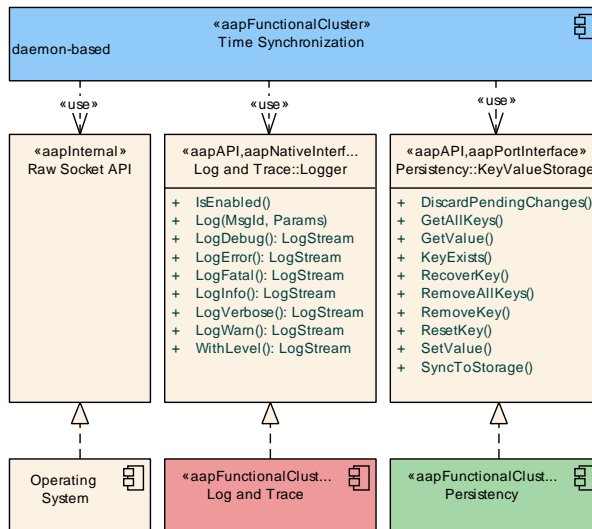 «aapFunctionalCluster»
Time Synchronization
daemon-based
«use»
«use»
«use»
«aapInternal»
Raw Socket API
«aapAPI,aapNativeInterf...
Log and Trace::Logger
+ IsEnabled()
+ Log(MsgId, Params)
+ LogDebug(): LogStream
+ LogError(): LogStream
+ LogFatal(): LogStream
+ LogInfo(): LogStream
+ LogVerbose(): LogStream
+ LogWarn(): LogStream
+ WithLevel(): LogStream
«aapAPI,aapPortInterface»
Persistency::KeyValueStorage
+ DiscardPendingChanges()
+ GetAllKeys()
+ GetValue()
+ KeyExists()
+ RecoverKey()
+ RemoveAllKeys()
+ RemoveKey()
+ ResetKey()
+ SetValue()
+ SyncToStorage()
Operating
System
«aapFunctionalClust...
Log and Trace
«aapFunctionalClust...
Persistency